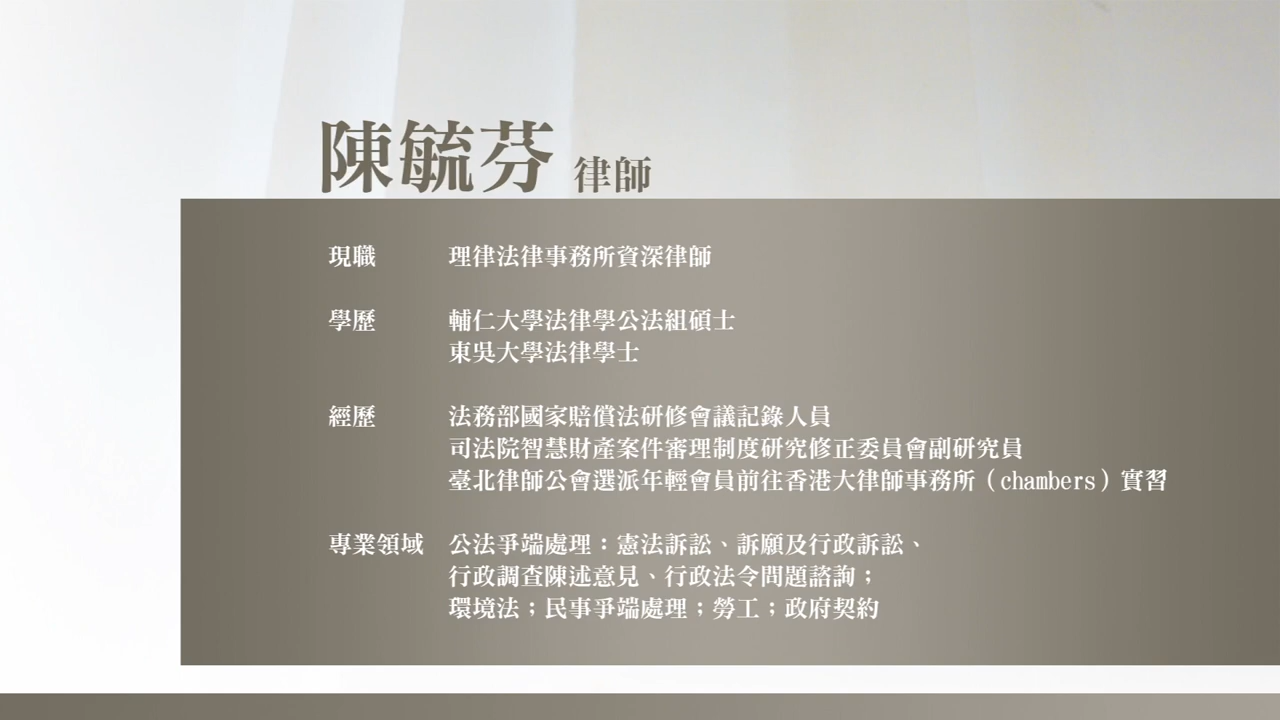 陳毓芬 律師
現職 理律法律事務所資深律師
學歷 輔仁大學法律學公法組碩士
東吳大學法律學士
經歷 法務部國家賠償法研修會議記錄人員
司法院智慧財產案件審理制度研究修正委員會副研究員
臺北律師公會選派年輕會員前往香港大律師事務所（chambers）實習
專業領域 公法爭端處理：憲法訴訟、訴願及行政訴訟、
行政調查陳述意見、行政法令問題諮詢；
環境法；民事爭端處理；勞工；政府契約